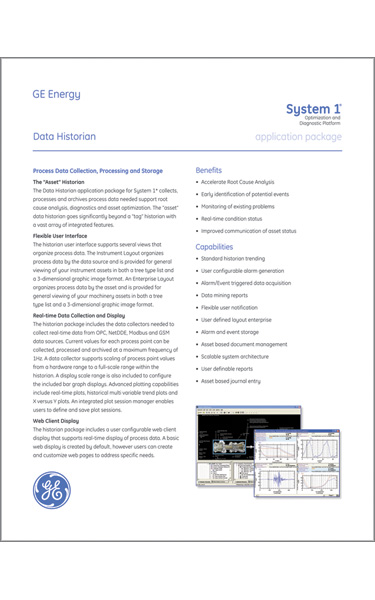 GE Energy
System 1®
Optimization and
Diagnostic Platform
Data Historian
application package
Process Data Collection, Processing and Storage
The "Asset" Historian
The Data Historian application package for System 1* collects,
processes and archives process data needed support root
cause analysis, diagnostics and asset optimization. The "asset"
data historian goes significantly beyond a "tag" historian with
a vast array of integrated features.
Flexible User Interface
The historian user interface supports several views that
organize process data. The Instrument Layout organizes
process data by the data source and is provided for general
viewing of your instrument assets in both a tree type list and
a 3-dimensional graphic image format. An Enterprise Layout
organizes process data by the asset and is provided for
general viewing of your machinery assets in both a tree
type list and a 3-dimensional graphic image format.
Real-time Data Collection and Display
The historian package includes the data collectors needed to
collect real-time data from OPC, NetDDE, Modbus and GSM
data sources. Current values for each process point can be
collected, processed and archived at a maximum frequency of
1Hz. A data collector supports scaling of process point values
from a hardware range to a full-scale range within the
historian. A display scale range is also included to configure
the included bar graph displays. Advanced plotting capabilities
include real-time plots, historical multi variable trend plots and
X versus Y plots. An integrated plot session manager enables
users to define and save plot sessions.
Web Client Display
The historian package includes a user configurable web client
display that supports real-time display of process data. A basic
web display is created by default, however users can create
and customize web pages to address specific needs.
Benefits
• Accelerate Root Cause Analysis
• Early identification of potential events
• Monitoring of existing problems
• Real-time condition status
• Improved communication of asset status
Capabilities
• Standard historian trending
• User configurable alarm generation
• Alarm/Event triggered data acquisition
• Data mining reports
• Flexible user notification
• User defined layout enterprise
• Alarm and event storage
• Asset based document management
• Scalable system architecture
• User definable reports
• Asset based journal entry
GE